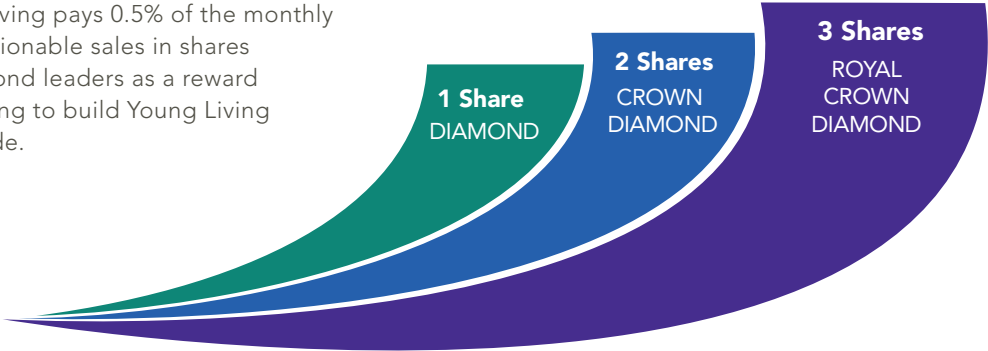 ving pays 0.5% of the monthly
ionable sales in shares
ond leaders as a reward
ng to build Young Living
de.
1 Share
DIAMOND
2 Shares
CROWN
DIAMOND
3 Shares
ROYAL
CROWN
DIAMOND